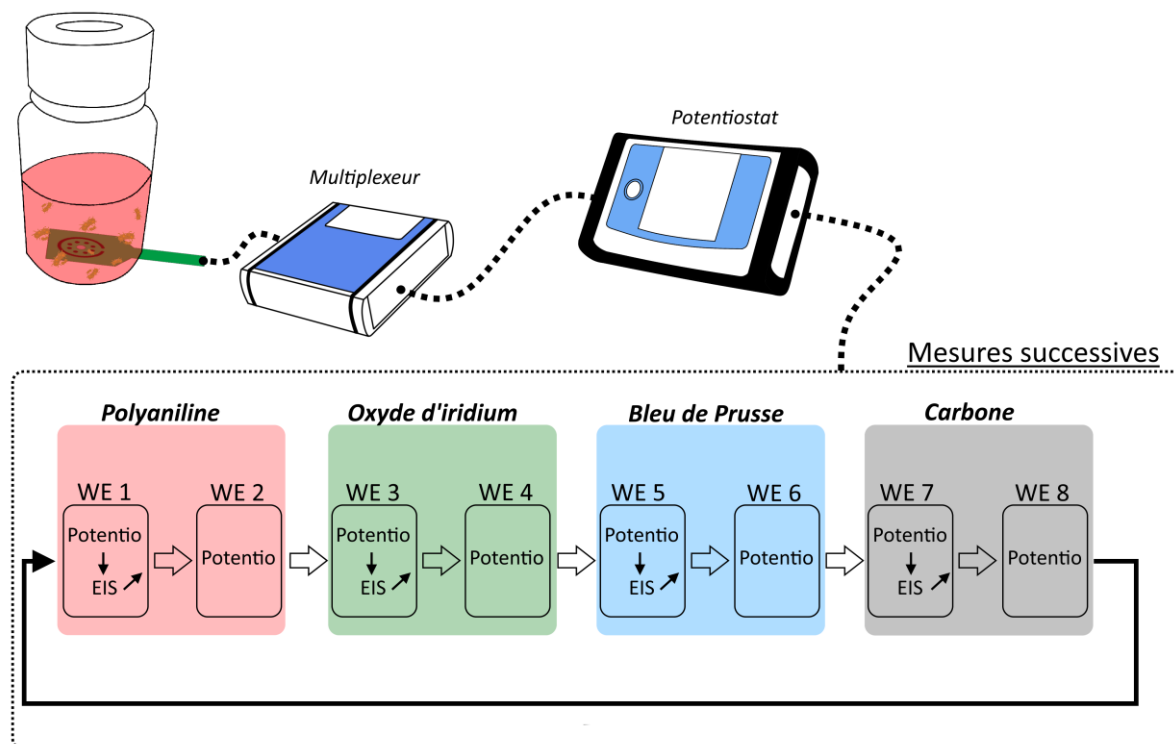 Potentiostat
Multiplexeur
Mesures successives
Polyaniline
Oxyde d'iridium
Bleu de Prusse
Carbone
WE 1
WE 2
WE 3
WE 4
WE 5
WE 6
WE 7
WE 8
Potentio
EIS
Potentio
Potentio
EIS
Potentio
Potentio
EIS
Potentio
Potentio
EIS
Potentio